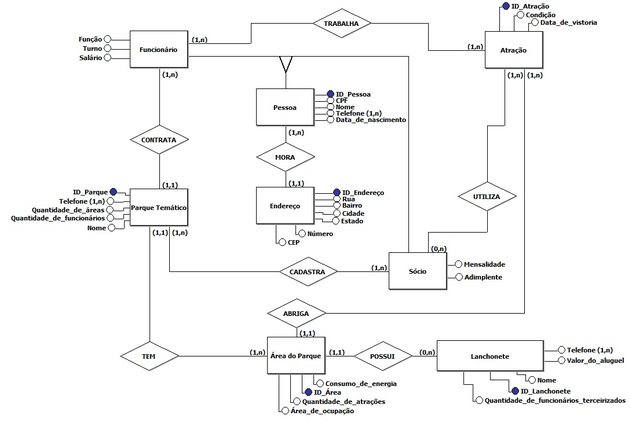 ID_Atração
Condição
Data_de_vistoria
TRABALHA
Função
Turno
Salário
Funcionário
(1,n)
(1,n)
Atração
(1,n)
(1,n)
(1,n)
Pessoa
ID_Pessoa
CPF
Nome
Telefone (1,n)
Data_de_nascimento
(1,n)
CONTRATA
MORA
(1,1)
(1,1)
UTILIZA
ID_Parque
Telefone (1,n)
Quantidade_de_áreas
Quantidade_de_funcionários
Nome
Parque Temático
Endereço
ID_Endereço
Rua
Bairro
Cidade
Estado
Número
CEP
(1,1)
(1,n)
(0,n)
CADASTRA
(1,n)
Sócio
Mensalidade
Adimplente
ABRIGA
(1,1)
TEM
(1,n)
Área do Parque
(1,1)
POSSUI
(0,n)
Lanchonete
Telefone (1,n)
Valor_do_aluguel
Nome
ID_Lanchonete
Quantidade_de_funcionários_terceirizados
Consumo_de_energia
ID_Área
Quantidade_de_atrações
Área_de_ocupação